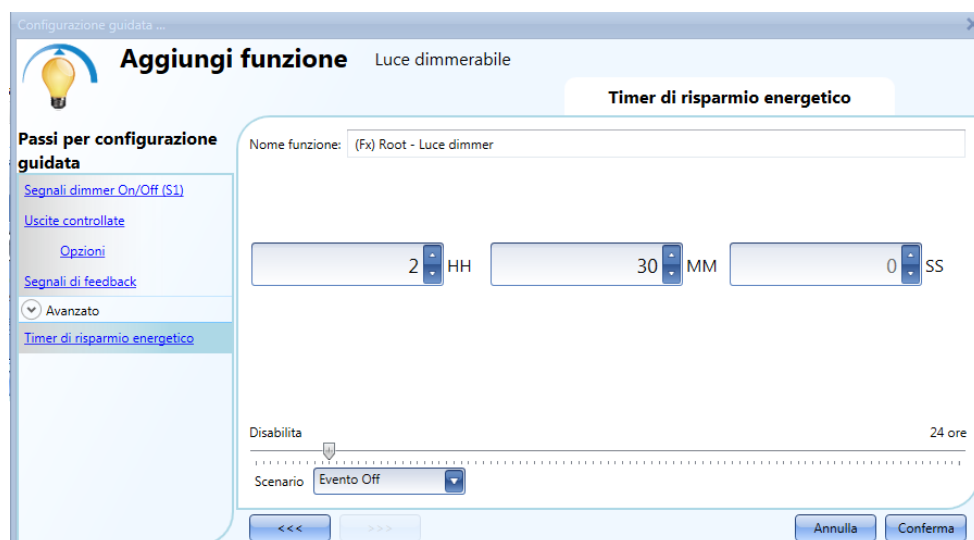 Configurazione guidata ...
Aggiungi funzione Luce dimmerabile
Timer di risparmio energetico
Passi per configurazione
guidata
Segnali dimmer On/Off (S1)
Uscite controllate
Opzioni
Segnali di feedback
Avanzato
Timer di risparmio energetico
Nome funzione: (Fx) Root - Luce dimmer
2 HH 30 MM 0 SS
Disabilita 24 ore
Scenario Evento Off
<<< >>> Annulla Conferma